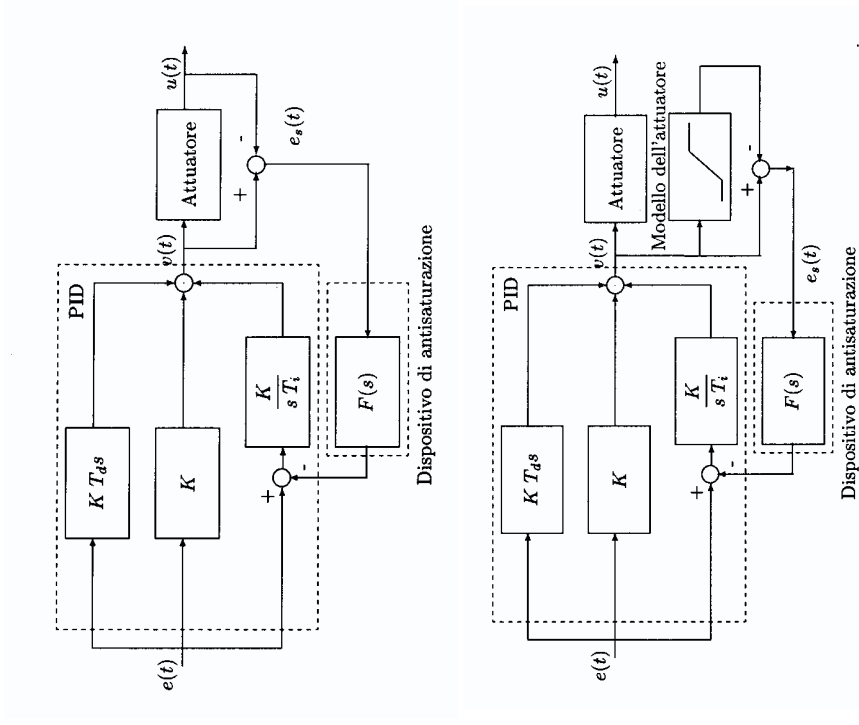 e(t)
K T_d s
K
K
s T_i
+
-
PID
v(t)
F(s)
Dispositivo di antisaturazione
Attuatore
u(t)
+
-
e_s(t)
e(t)
K T_d s
K
K
s T_i
+
-
PID
v(t)
F(s)
Dispositivo di antisaturazione
Attuatore
u(t)
Modello dell'attuatore
+
-
e_s(t)